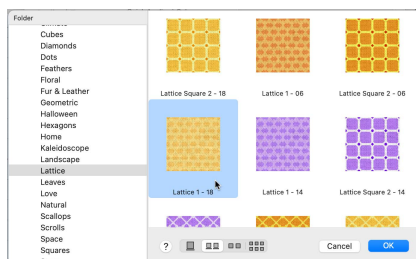 Folder
Climate
Cubes
Diamonds
Dots
Feathers
Floral
Fur & Leather
Geometric
Halloween
Hexagons
Home
Kaleidoscope
Landscape
Lattice
Leaves
Love
Natural
Scallops
Scrolls
Space
Squares
Lattice Square 2 - 18
Lattice 1 - 06
Lattice Square 2 - 06
Lattice 1 - 18
Lattice 1 - 14
Lattice Square 2 - 14
?
Cancel
OK